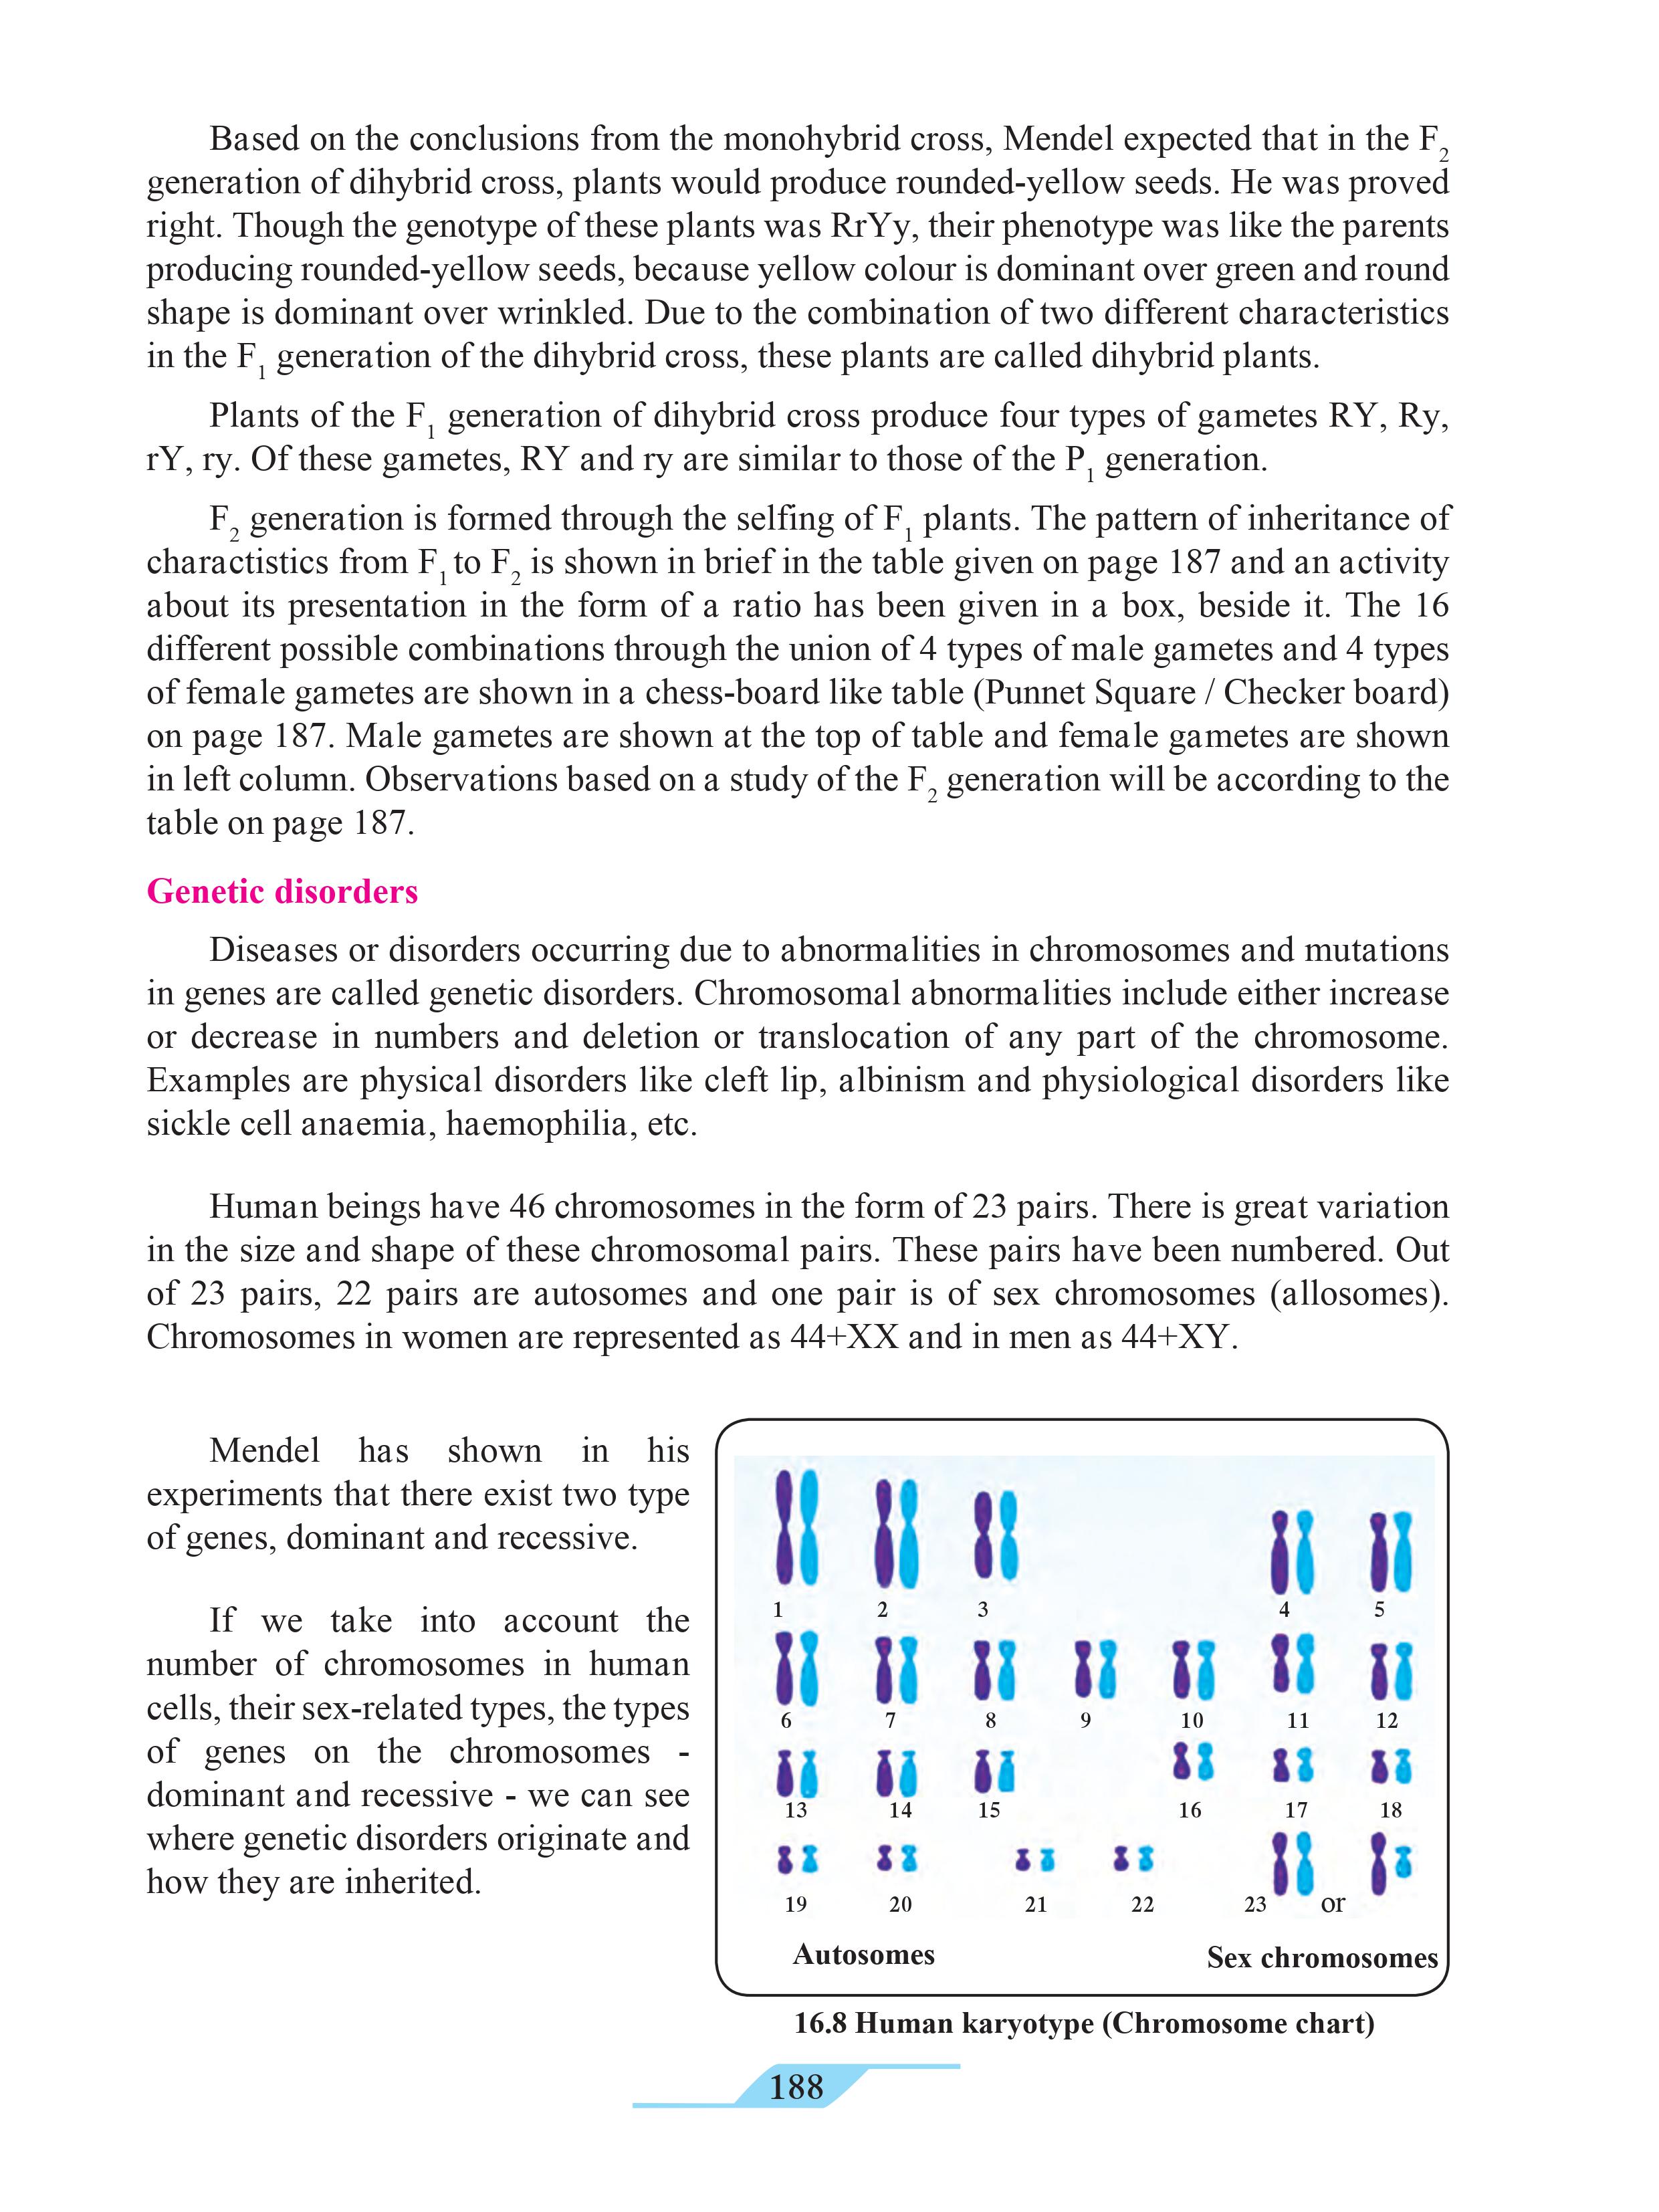 Based on the conclusions from the monohybrid cross, Mendel expected that in the F₂
generation of dihybrid cross, plants would produce rounded-yellow seeds. He was proved
right. Though the genotype of these plants was RrYy, their phenotype was like the parents
producing rounded-yellow seeds, because yellow colour is dominant over green and round
shape is dominant over wrinkled. Due to the combination of two different characteristics
in the F₁ generation of the dihybrid cross, these plants are called dihybrid plants.
Plants of the F₁ generation of dihybrid cross produce four types of gametes RY, Ry,
rY, ry. Of these gametes, RY and ry are similar to those of the P₁ generation.
F₂ generation is formed through the selfing of F₁ plants. The pattern of inheritance of
charactistics from F₁ to F₂ is shown in brief in the table given on page 187 and an activity
about its presentation in the form of a ratio has been given in a box, beside it. The 16
different possible combinations through the union of 4 types of male gametes and 4 types
of female gametes are shown in a chess-board like table (Punnet Square / Checker board)
on page 187. Male gametes are shown at the top of table and female gametes are shown
in left column. Observations based on a study of the F₂ generation will be according to the
table on page 187.
Genetic disorders
Diseases or disorders occurring due to abnormalities in chromosomes and mutations
in genes are called genetic disorders. Chromosomal abnormalities include either increase
or decrease in numbers and deletion or translocation of any part of the chromosome.
Examples are physical disorders like cleft lip, albinism and physiological disorders like
sickle cell anaemia, haemophilia, etc.
Human beings have 46 chromosomes in the form of 23 pairs. There is great variation
in the size and shape of these chromosomal pairs. These pairs have been numbered. Out
of 23 pairs, 22 pairs are autosomes and one pair is of sex chromosomes (allosomes).
Chromosomes in women are represented as 44+XX and in men as 44+XY.
Mendel has shown in his
experiments that there exist two type
of genes, dominant and recessive.
If we take into account the
number of chromosomes in human
cells, their sex-related types, the types
of genes on the chromosomes -
dominant and recessive - we can see
where genetic disorders originate and
how they are inherited.
1 2 3 4 5
6 7 8 9 10 11 12
13 14 15 16 17 18
19 20 21 22 23 or
Autosomes Sex chromosomes
16.8 Human karyotype (Chromosome chart)
188